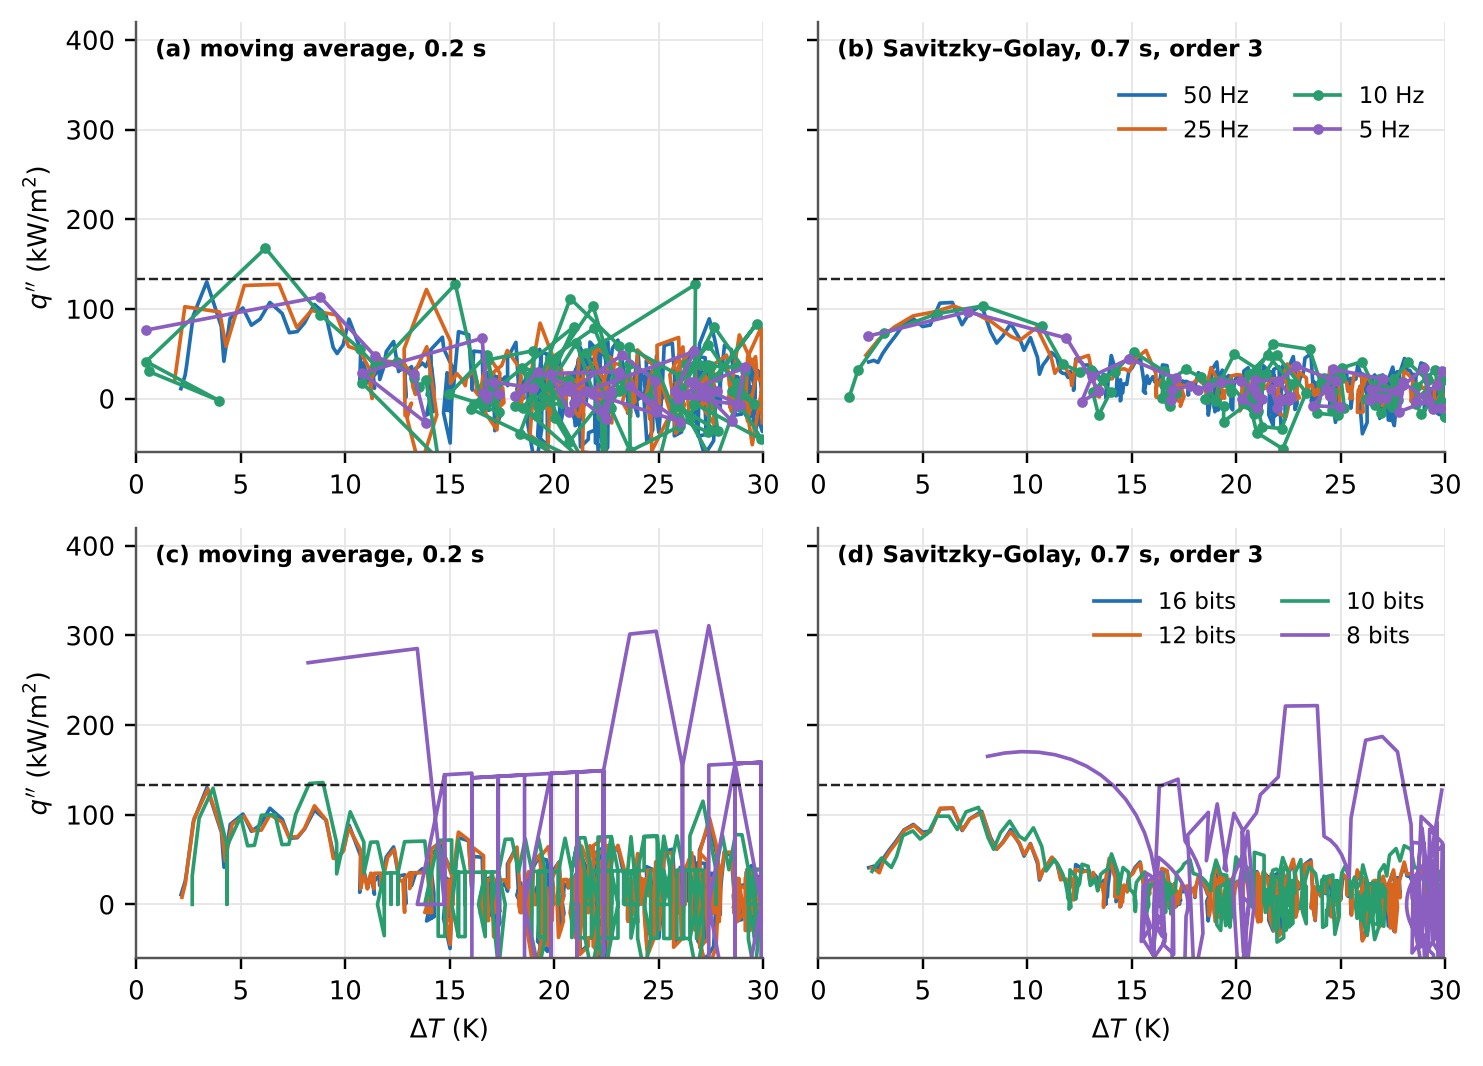 (a) moving average, 0.2 s
q″ (kW/m²)
400
300
200
100
0
0 5 10 15 20 25 30
(b) Savitzky–Golay, 0.7 s, order 3
50 Hz 10 Hz
25 Hz 5 Hz
0 5 10 15 20 25 30
(c) moving average, 0.2 s
q″ (kW/m²)
400
300
200
100
0
0 5 10 15 20 25 30
ΔT (K)
(d) Savitzky–Golay, 0.7 s, order 3
16 bits 10 bits
12 bits 8 bits
0 5 10 15 20 25 30
ΔT (K)